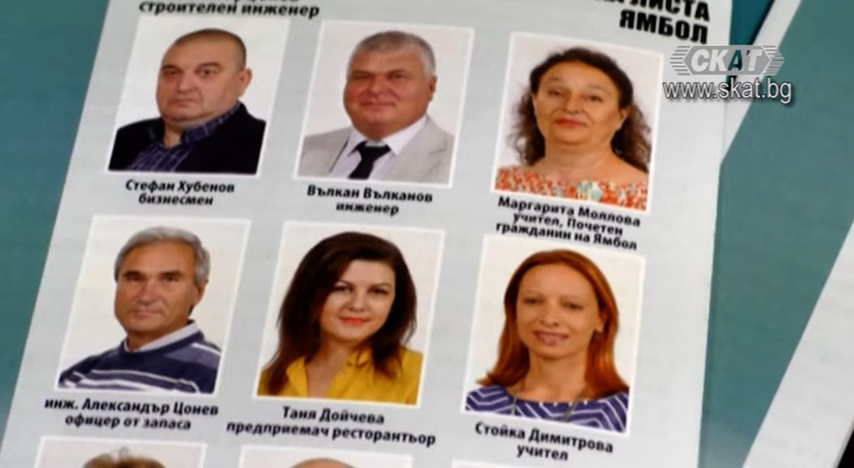 строителен инженер
ЛИСТА
ЯМБОЛ
СКАТ
www.skat.bg
Стефан Хубенов
бизнесмен
Вълкан Вълканов
инженер
Маргарита Моллова
учител, Почетен
гражданин на Ямбол
инж. Александър Цонев
офицер от запаса
Таня Дойчева
предприемач ресторантьор
Стойка Димитрова
учител